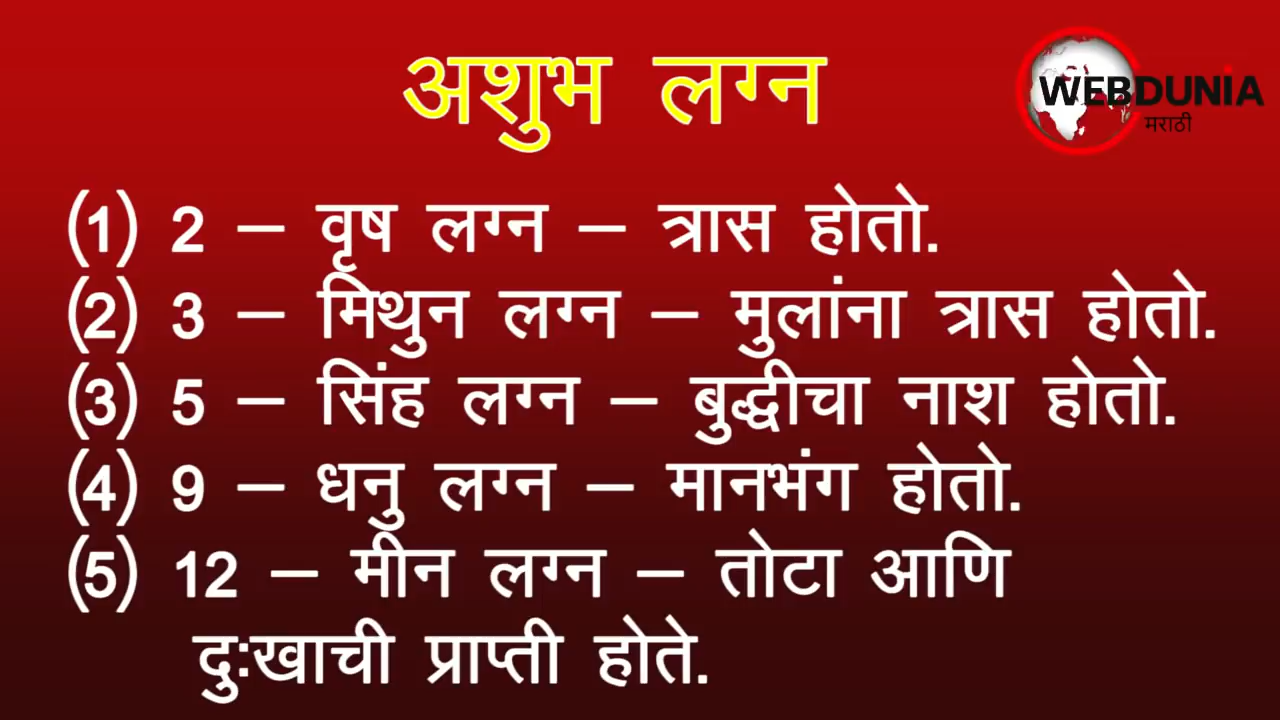 अशुभ लग्न
WEBDUNIA
मराठी
(1) 2 – वृष लग्न – त्रास होतो.
(2) 3 – मिथुन लग्न – मुलांना त्रास होतो.
(3) 5 – सिंह लग्न – बुद्धीचा नाश होतो.
(4) 9 – धनु लग्न – मानभंग होतो.
(5) 12 – मीन लग्न – तोटा आणि
दुःखाची प्राप्ती होते.